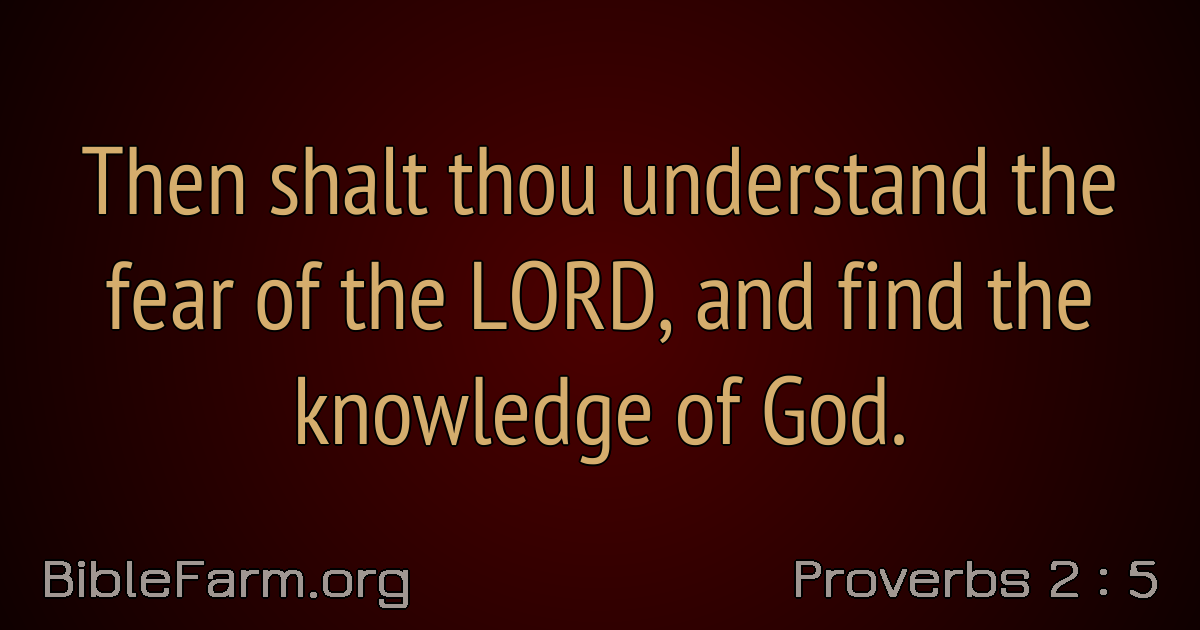 Then shalt thou understand the
fear of the LORD, and find the
knowledge of God.
BibleFarm.org
Proverbs 2 : 5